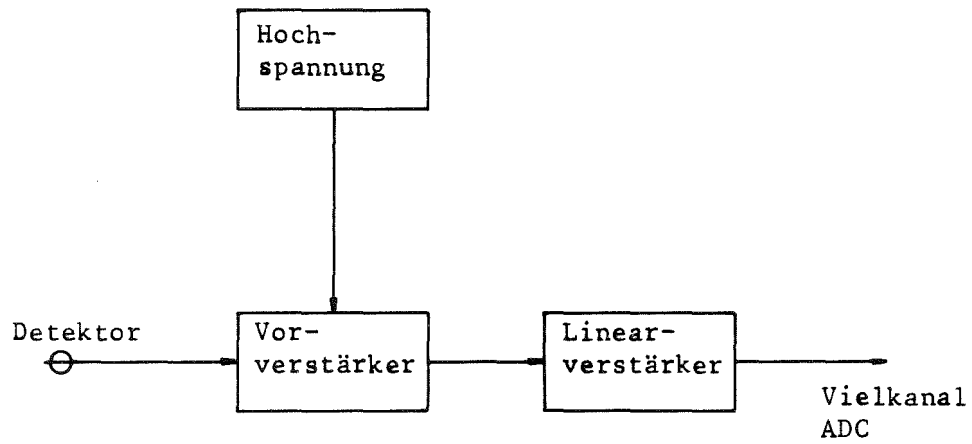 Hoch-
spannung
Detektor
Vor-
verstärker
Linear-
verstärker
Vielkanal
ADC